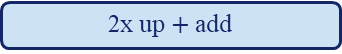 2x up + add